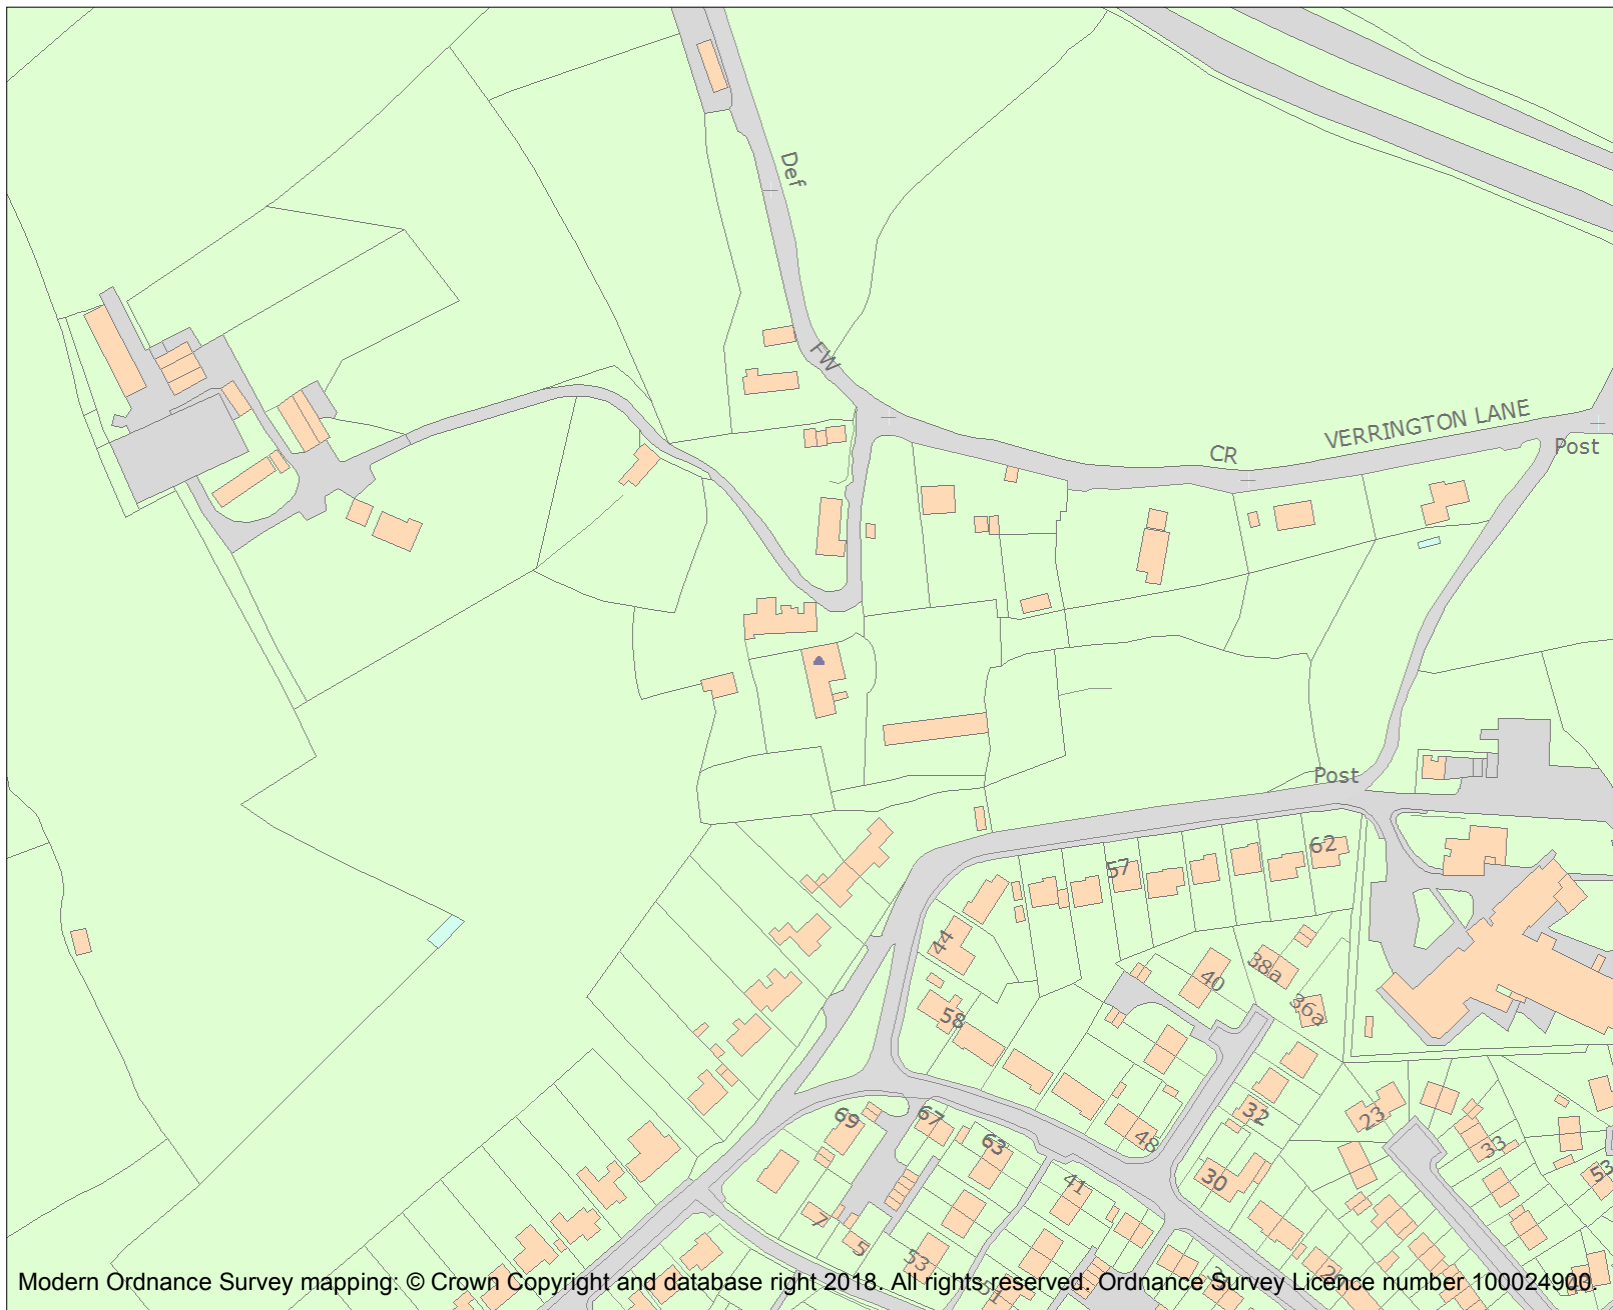 Def
FW
VERRINGTON LANE
CR
Post
Post
62
57
44
38a
40
36a
58
69
67
32
23
48
63
33
30
53
41
7
5
53
51
Modern Ordnance Survey mapping: © Crown Copyright and database right 2018. All rights reserved. Ordnance Survey Licence number 100024900